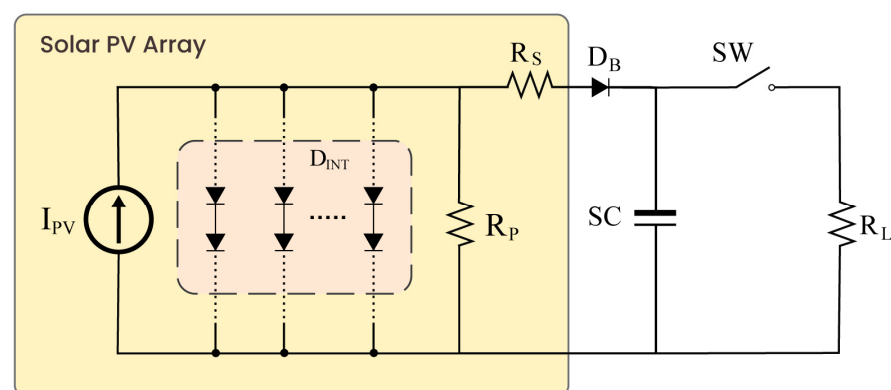 Solar PV Array
R_S
D_B
SW
D_INT
I_PV
R_P
SC
R_L